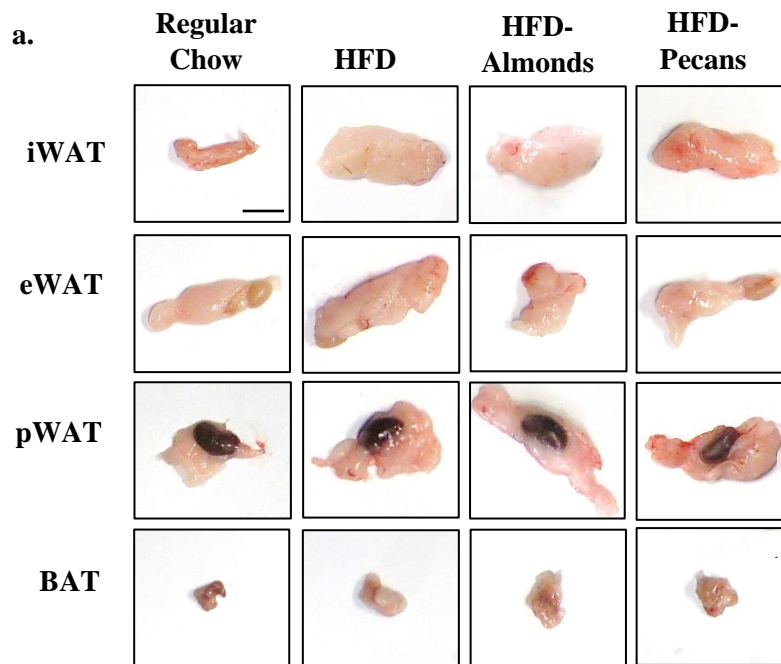 a.
Regular
Chow
HFD
HFD-
Almonds
HFD-
Pecans
iWAT
eWAT
pWAT
BAT